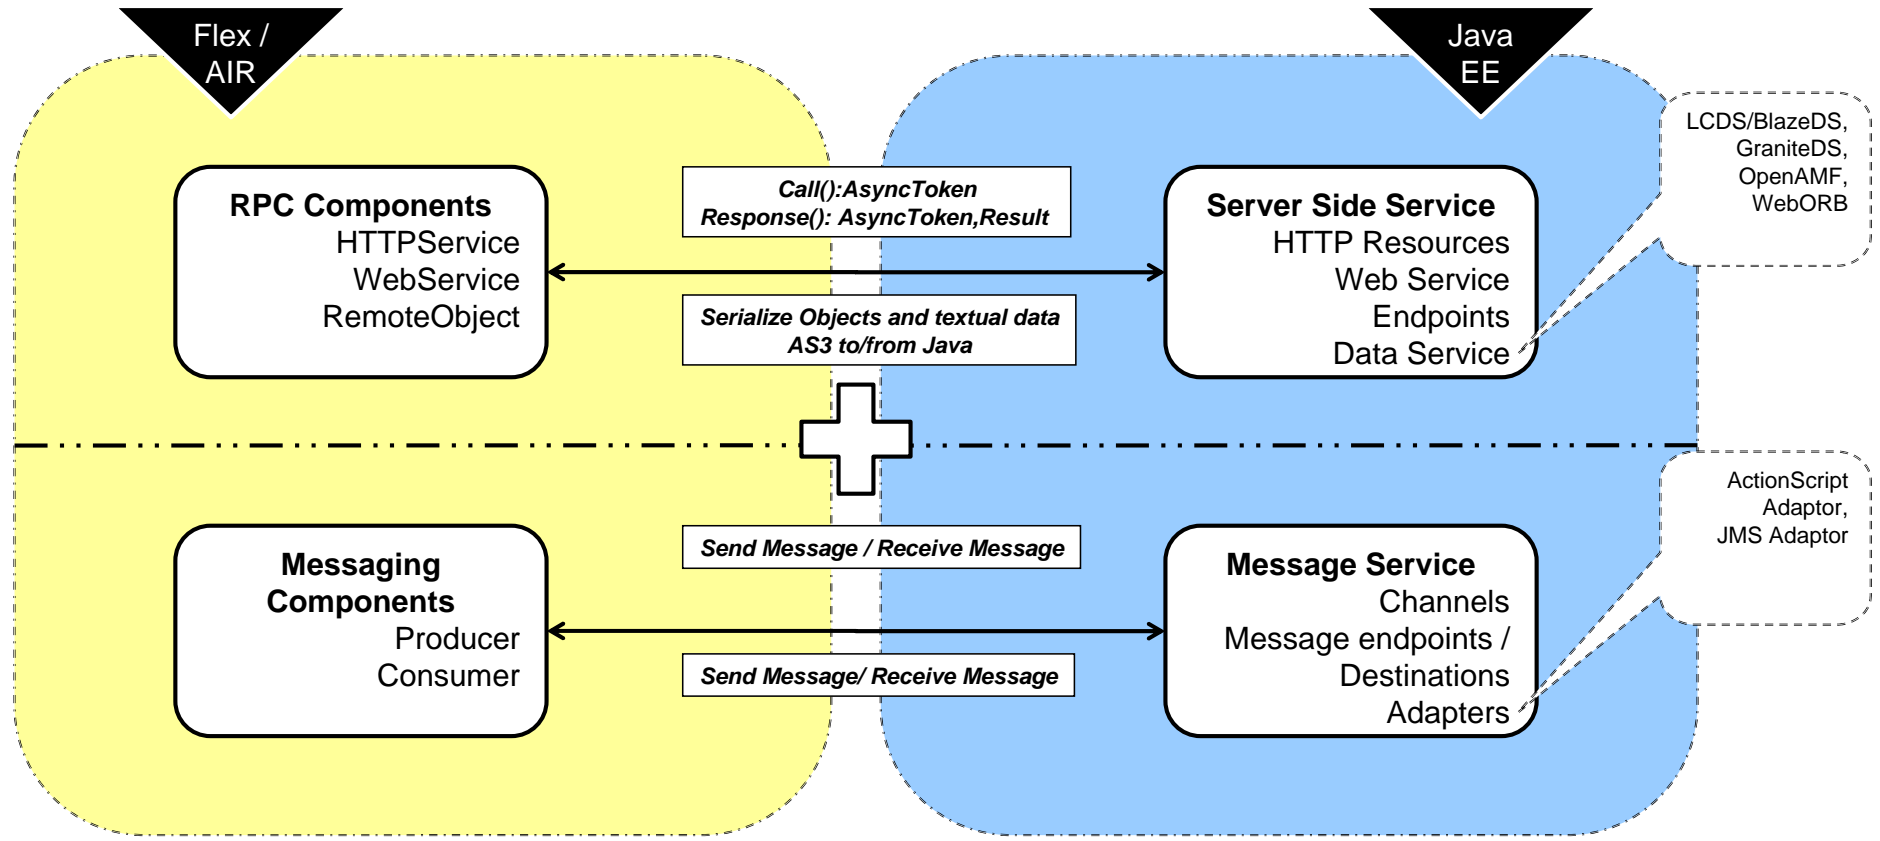 Flex /
AIR
Java
EE
RPC Components
HTTPService
WebService
RemoteObject
Call():AsyncToken
Response(): AsyncToken,Result
Serialize Objects and textual data
AS3 to/from Java
Server Side Service
HTTP Resources
Web Service
Endpoints
Data Service
LCDS/BlazeDS,
GraniteDS,
OpenAMF,
WebORB
Messaging
Components
Producer
Consumer
Send Message / Receive Message
Send Message/ Receive Message
Message Service
Channels
Message endpoints /
Destinations
Adapters
ActionScript
Adaptor,
JMS Adaptor